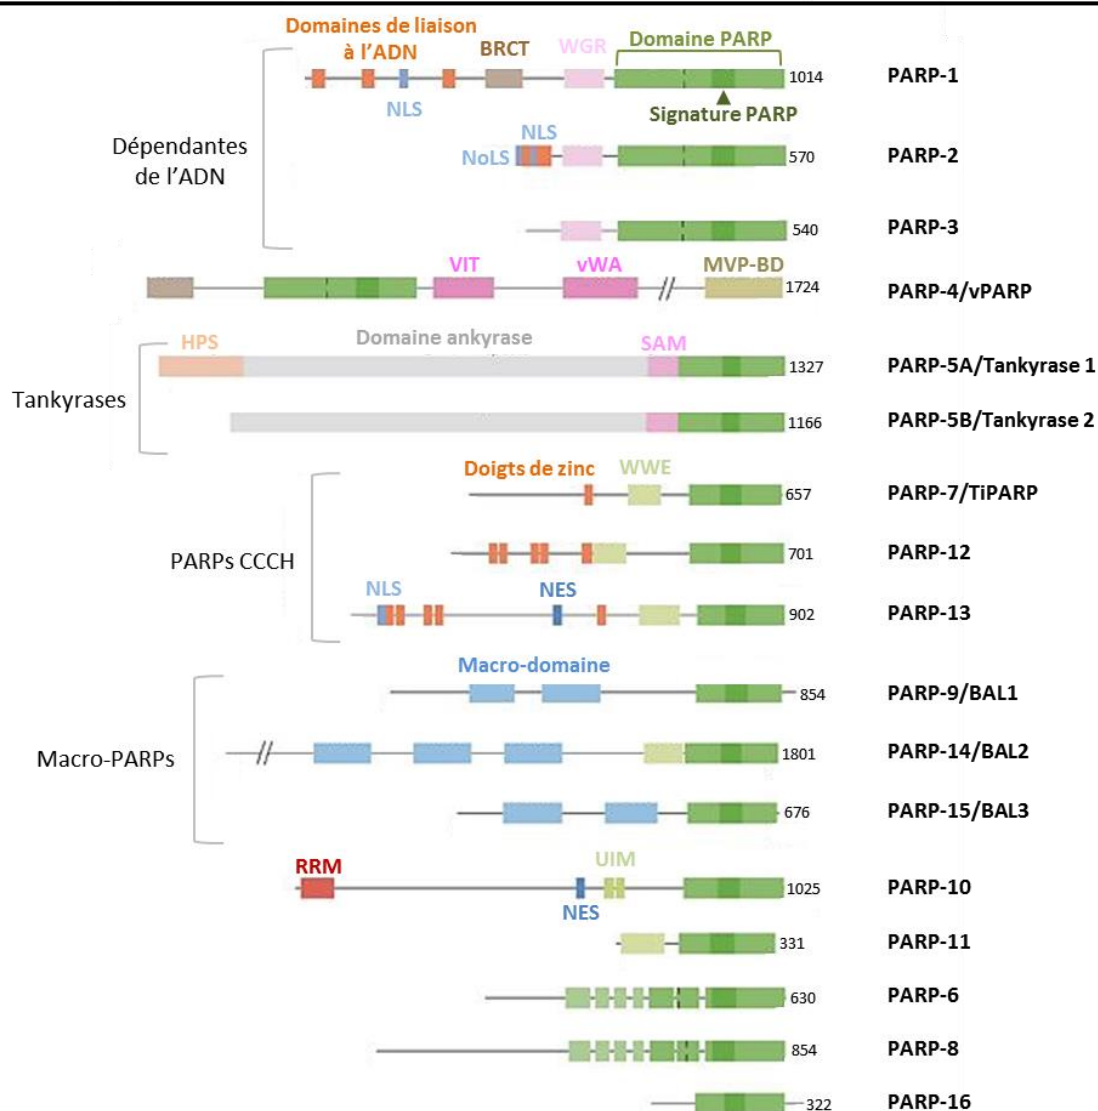 Domaines de liaison
à l'ADN
BRCT
WGR
Domaine PARP
1014
PARP-1
NLS
Signature PARP
Dépendantes
de l'ADN
NLS
NoLS
570
PARP-2
540
PARP-3
VIT
vWA
MVP-BD
1724
PARP-4/vPARP
HPS
Domaine ankyrase
SAM
1327
PARP-5A/Tankyrase 1
Tankyrases
1166
PARP-5B/Tankyrase 2
Doigts de zinc
WWE
657
PARP-7/TiPARP
PARPs CCCH
701
PARP-12
NLS
NES
902
PARP-13
Macro-domaine
854
PARP-9/BAL1
Macro-PARPs
1801
PARP-14/BAL2
676
PARP-15/BAL3
RRM
UIM
1025
PARP-10
NES
331
PARP-11
630
PARP-6
854
PARP-8
322
PARP-16